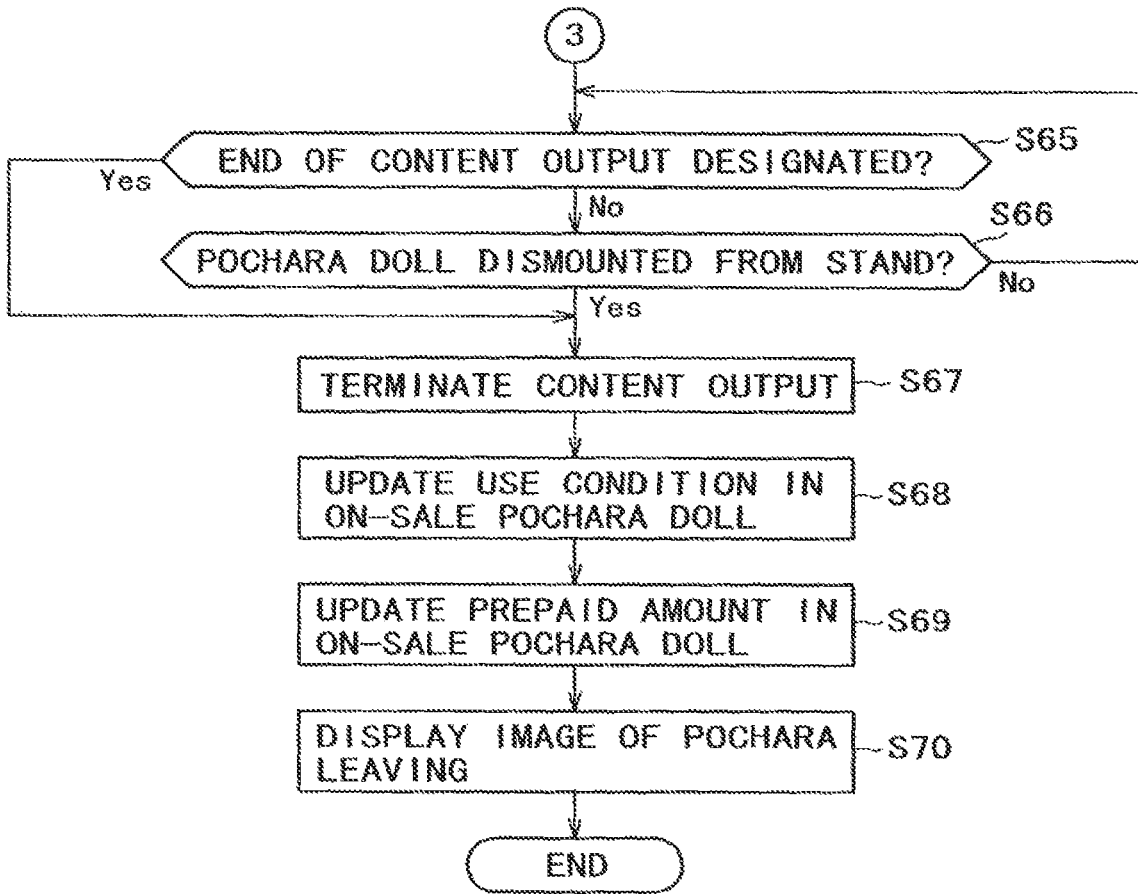 3
END OF CONTENT OUTPUT DESIGNATED?
S65
Yes
No
S66
POCHARA DOLL DISMOUNTED FROM STAND?
No
Yes
TERMINATE CONTENT OUTPUT
S67
UPDATE USE CONDITION IN
ON-SALE POCHARA DOLL
S68
UPDATE PREPAID AMOUNT IN
ON-SALE POCHARA DOLL
S69
DISPLAY IMAGE OF POCHARA
LEAVING
S70
END